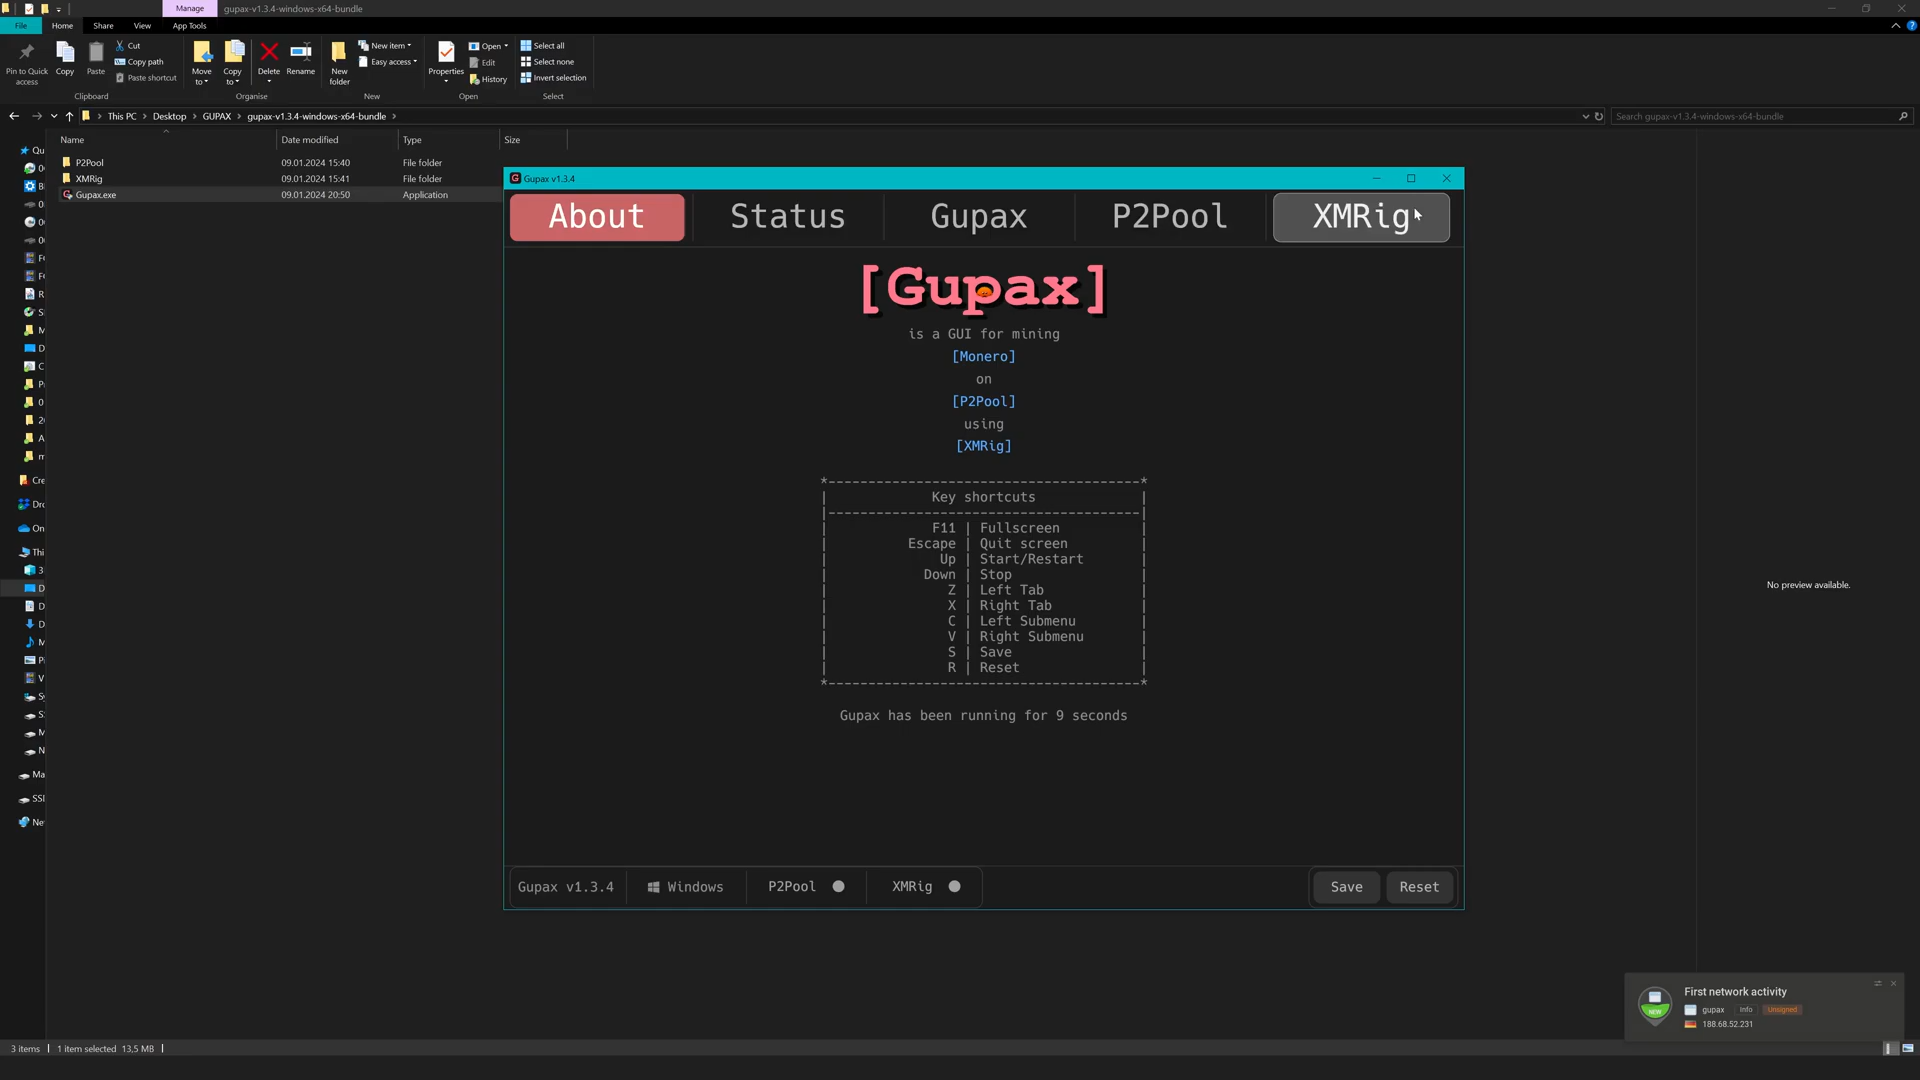 Manage
gupax-v1.3.4-windows-x64-bundle
File
Home
Share
View
App Tools
Pin to Quick
access
Copy
Paste
Cut
Copy path
Paste shortcut
Clipboard
Move
to
Copy
to
Delete
Rename
Organise
New
folder
New item
Easy access
New
Properties
Open
Edit
History
Open
Select all
Select none
Invert selection
Select
This PC
Desktop
GUPAX
gupax-v1.3.4-windows-x64-bundle
Search gupax-v1.3.4-windows-x64-bundle
Name
Date modified
Type
Size
P2Pool
09.01.2024 15:40
File folder
XMRig
09.01.2024 15:41
File folder
Gupax.exe
09.01.2024 20:50
Application
Gupax v1.3.4
About
Status
Gupax
P2Pool
XMRig
[Gupax]
is a GUI for mining
[Monero]
on
[P2Pool]
using
[XMRig]
*---------------------------------------*
| Key shortcuts |
|---------------------------------------|
| F11 | Fullscreen |
| Escape | Quit screen |
| Up | Start/Restart |
| Down | Stop |
| Z | Left Tab |
| X | Right Tab |
| C | Left Submenu |
| V | Right Submenu |
| S | Save |
| R | Reset |
*---------------------------------------*
Gupax has been running for 9 seconds
Gupax v1.3.4
Windows
P2Pool
XMRig
Save
Reset
No preview available.
First network activity
NEW
gupax
Info
Unsigned
188.68.52.231
3 items
1 item selected 13,5 MB